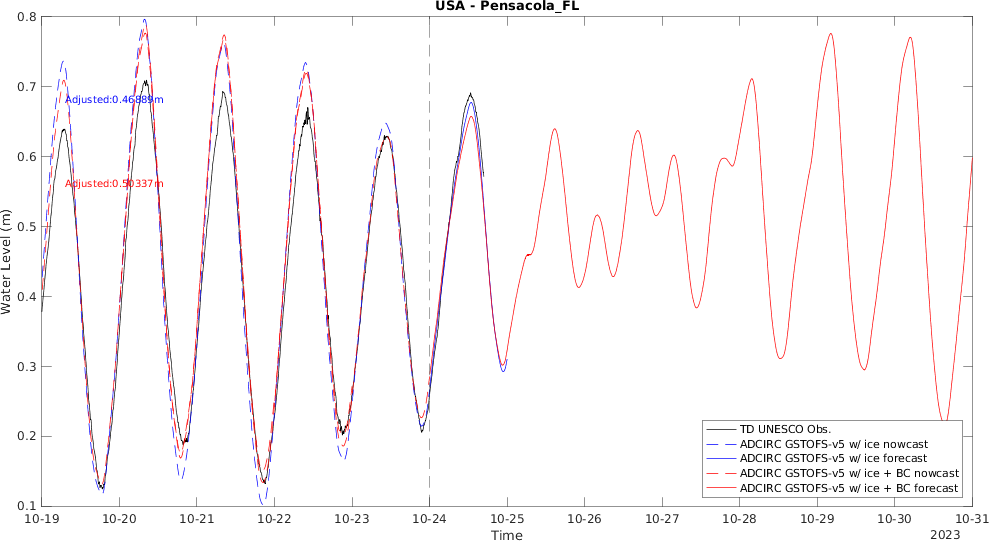 USA - Pensacola_FL
0.8
0.7
0.6
0.5
0.4
0.3
0.2
0.1
Water Level (m)
Adjusted:0.46889m
Adjusted:0.50337m
TD UNESCO Obs.
ADCIRC GSTOFS-v5 w/ ice nowcast
ADCIRC GSTOFS-v5 w/ ice forecast
ADCIRC GSTOFS-v5 w/ ice + BC nowcast
ADCIRC GSTOFS-v5 w/ ice + BC forecast
10-19 10-20 10-21 10-22 10-23 10-24 10-25 10-26 10-27 10-28 10-29 10-30 10-31
Time
2023